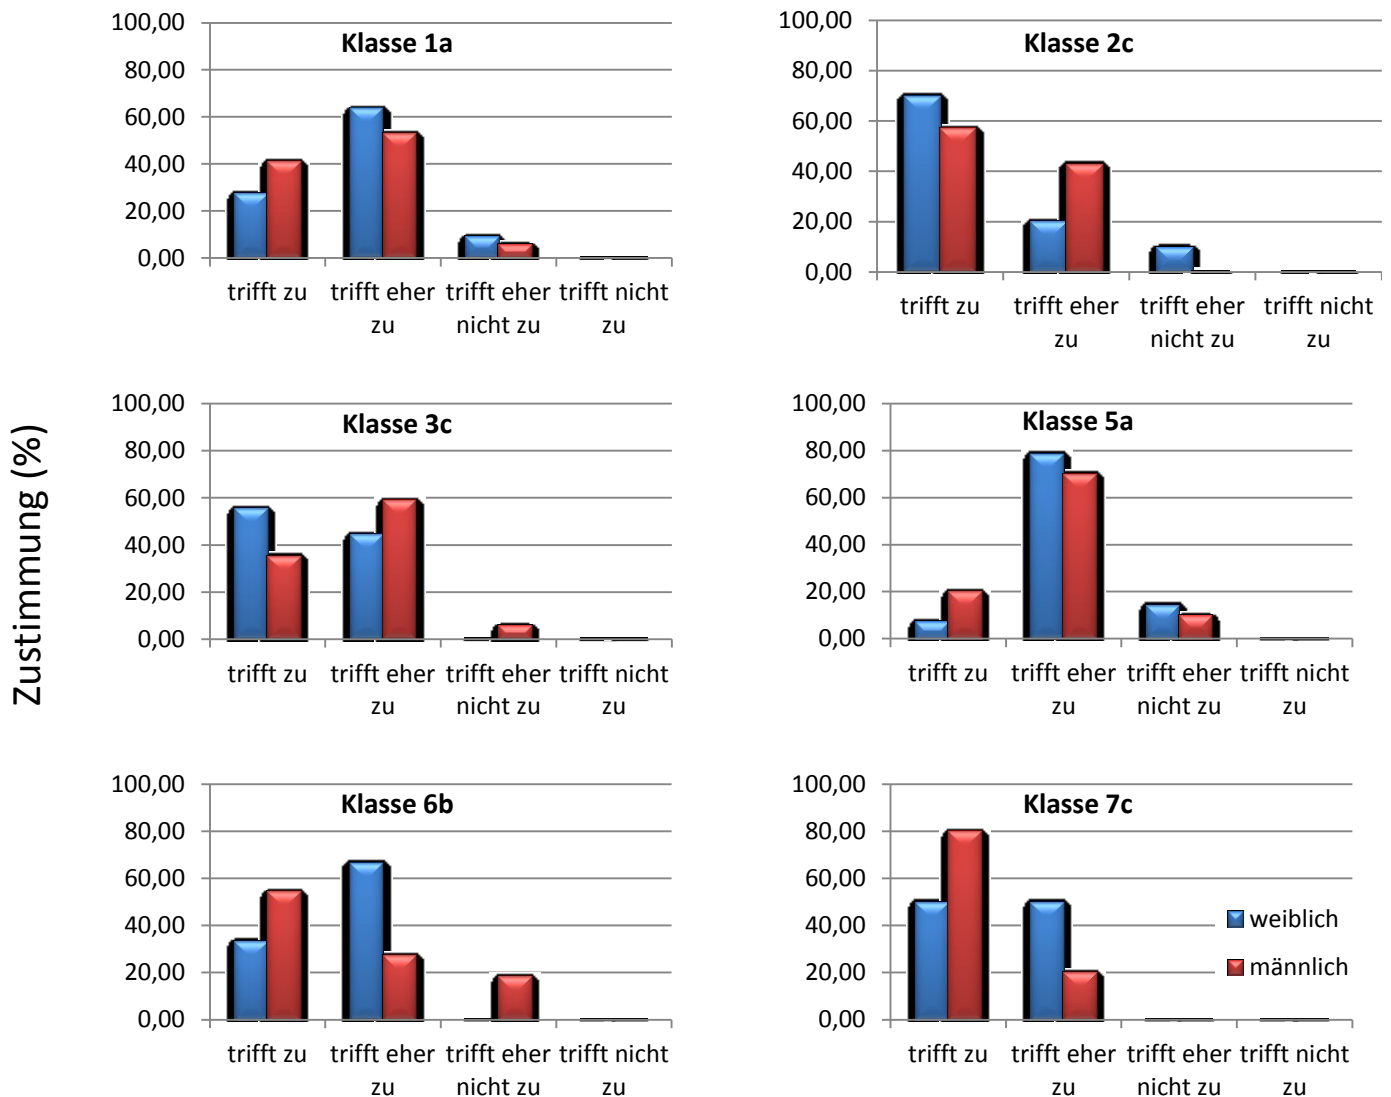 Zustimmung (%)
Klasse 1a
100,00
80,00
60,00
40,00
20,00
0,00
trifft zu trifft eher trifft eher trifft nicht
zu nicht zu zu
Klasse 2c
100,00
80,00
60,00
40,00
20,00
0,00
trifft zu trifft eher trifft eher trifft nicht
zu nicht zu zu
Klasse 3c
100,00
80,00
60,00
40,00
20,00
0,00
trifft zu trifft eher trifft eher trifft nicht
zu nicht zu zu
Klasse 5a
100,00
80,00
60,00
40,00
20,00
0,00
trifft zu trifft eher trifft eher trifft nicht
zu nicht zu zu
Klasse 6b
100,00
80,00
60,00
40,00
20,00
0,00
trifft zu trifft eher trifft eher trifft nicht
zu nicht zu zu
Klasse 7c
100,00
80,00
60,00
40,00
20,00
0,00
weiblich
männlich
trifft zu trifft eher trifft eher trifft nicht
zu nicht zu zu